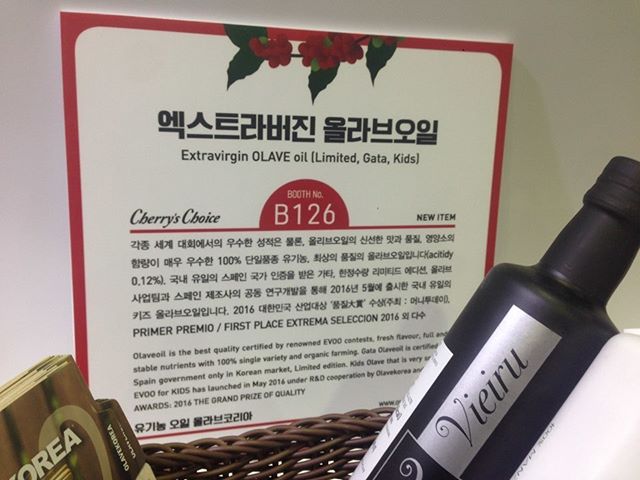 엑스트라버진 올라브오일
Extravirgin OLAVE oil (Limited, Gata, Kids)
BOOTH No.
B126
Cherry's Choice
NEW ITEM
각종 세계 대회에서의 우수한 성적은 물론, 올리브오일의 신선한 맛과 품질, 영양소의
함량이 매우 우수한 100% 단일품종 유기농, 최상의 품질의 올리브오일입니다(acitidy
0.12%). 국내 유일의 스페인 국가 인증을 받은 가타, 한정수량 리미티드 에디션, 올라브
사업팀과 스페인 제조사의 공동 연구개발을 통해 2016년 5월에 출시한 국내 유일의
키즈 올리브오일입니다. 2016 대한민국 산업대상 '품질大賞' 수상(주최 : 머니투데이),
PRIMER PREMIO / FIRST PLACE EXTREMA SELECCION 2016 외 다수
Olaveoil is the best quality certified by renowned EVOO contests, fresh flavour, full and
stable nutrients with 100% single variety and organic farming. Gata Olaveoil is certified
Spain government only in Korean market, Limited edition. Kids Olave that is very
EVOO for KIDS has launched in May 2016 under R&D cooperation by Olavekorea and
AWARDS: 2016 THE GRAND PRIZE OF QUALITY
유기농 오일 올라브코리아
Vieiru
KOREA
OLAVEKOREA